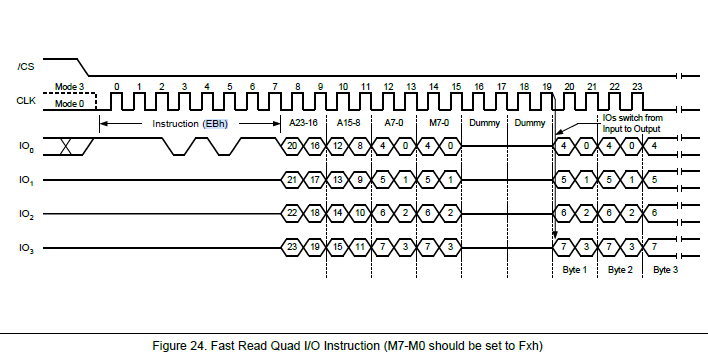 /CS
Mode 3 0 1 2 3 4 5 6 7 8 9 10 11 12 13 14 15 16 17 18 19 20 21 22 23
CLK
Mode 0
Instruction (EBh) A23-16 A15-8 A7-0 M7-0 Dummy Dummy
IOs switch from
Input to Output
IO0 20 16 12 8 4 0 4 0 4 0 4 0 4
IO1 21 17 13 9 5 1 5 1 5 1 5 1 5
IO2 22 18 14 10 6 2 6 2 6 2 6 2 6
IO3 23 19 15 11 7 3 7 3 7 3 7 3 7
Byte 1 Byte 2 Byte 3
Figure 24. Fast Read Quad I/O Instruction (M7-M0 should be set to Fxh)